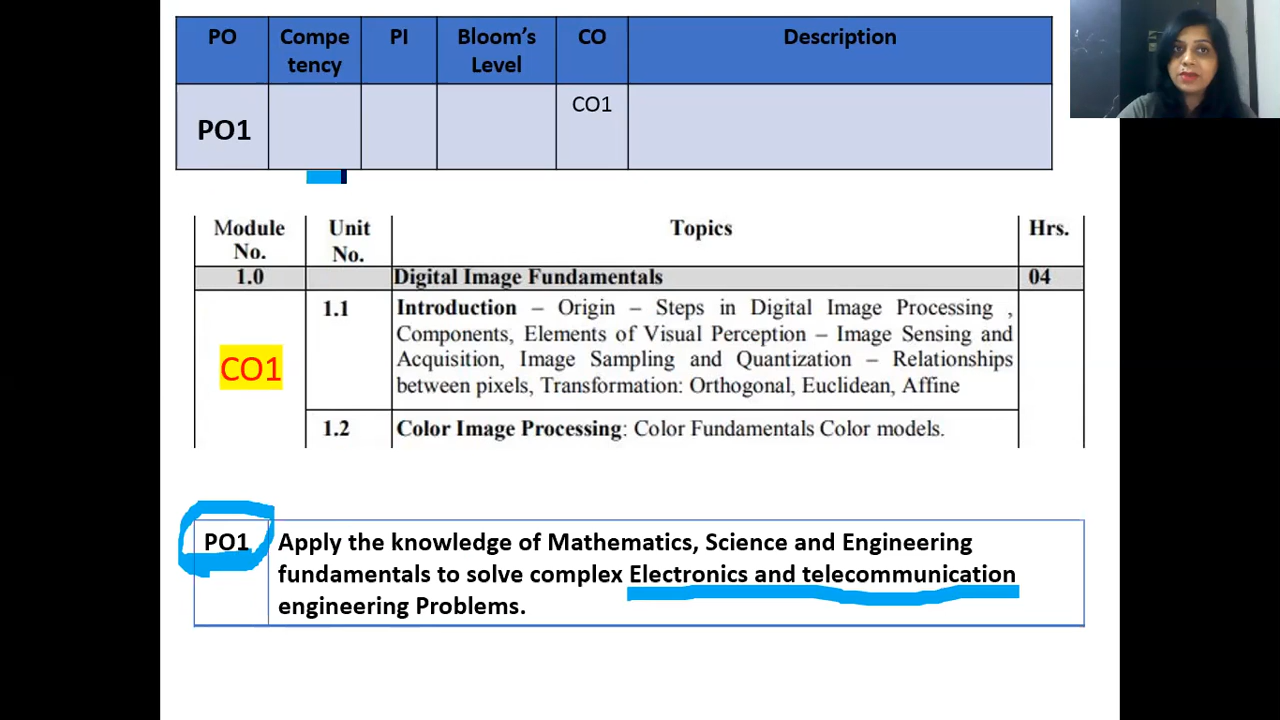 PO Compe PI Bloom’s CO Description
tency Level
PO1 CO1
Module Unit Topics Hrs.
No. No.
1.0 Digital Image Fundamentals 04
CO1
1.1 Introduction – Origin – Steps in Digital Image Processing ,
Components, Elements of Visual Perception – Image Sensing and
Acquisition, Image Sampling and Quantization – Relationships
between pixels, Transformation: Orthogonal, Euclidean, Affine
1.2 Color Image Processing: Color Fundamentals Color models.
PO1 Apply the knowledge of Mathematics, Science and Engineering
fundamentals to solve complex Electronics and telecommunication
engineering Problems.